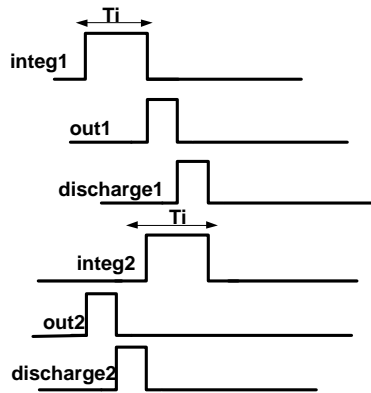 Ti
integ1
out1
discharge1
Ti
integ2
out2
discharge2